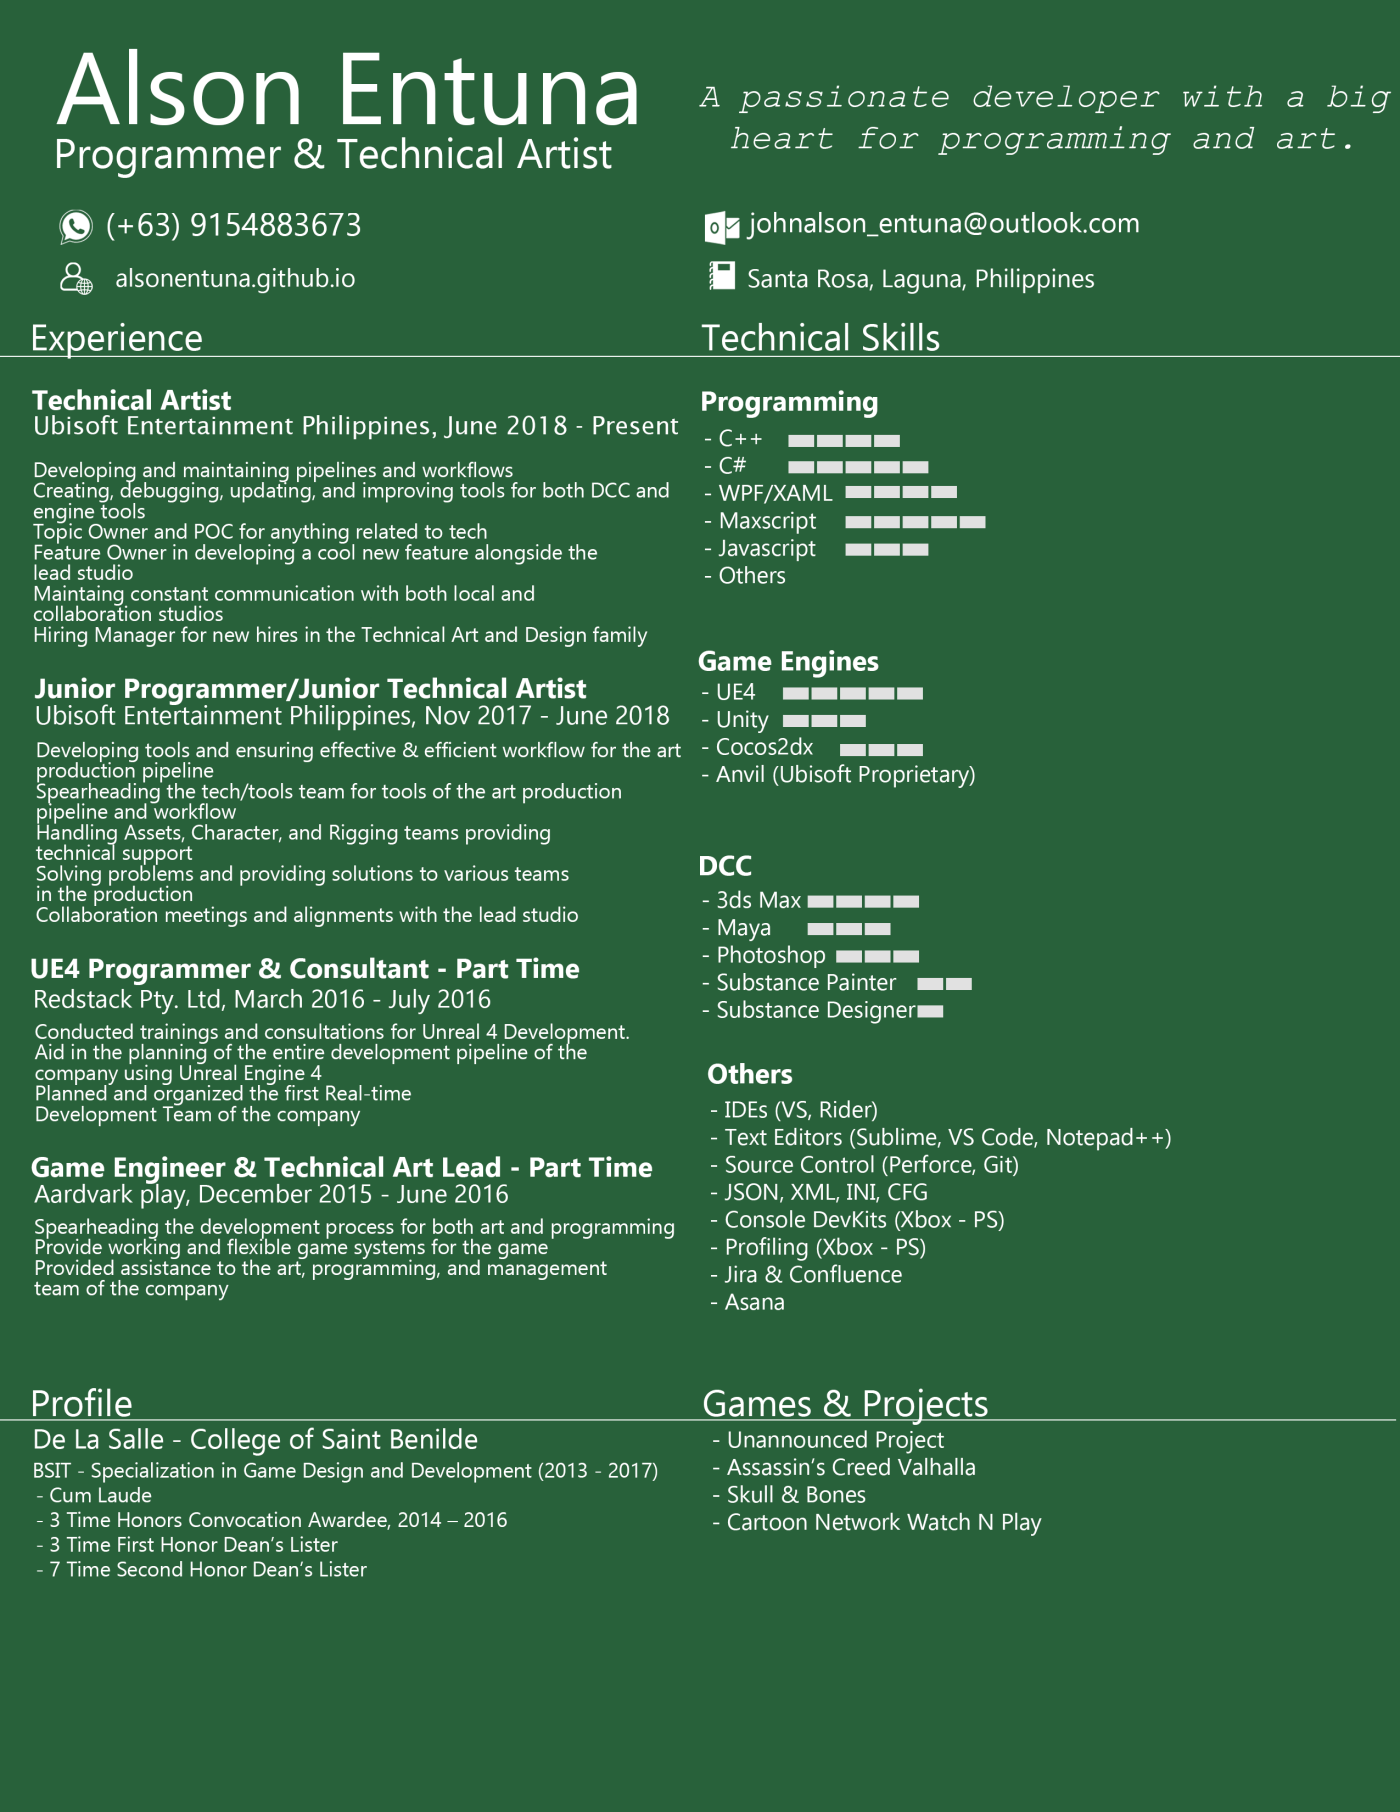 Alson Entuna
Programmer & Technical Artist
A passionate developer with a big
heart for programming and art.
(+63) 9154883673
alsonentuna.github.io
johnalson_entuna@outlook.com
Santa Rosa, Laguna, Philippines
Experience
Technical Artist
Ubisoft Entertainment Philippines, June 2018 - Present
Developing and maintaining pipelines and workflows
Creating, debugging, updating, and improving tools for both DCC and
engine tools
Topic Owner and POC for anything related to tech
Feature Owner in developing a cool new feature alongside the
lead studio
Maintaing constant communication with both local and
collaboration studios
Hiring Manager for new hires in the Technical Art and Design family
Junior Programmer/Junior Technical Artist
Ubisoft Entertainment Philippines, Nov 2017 - June 2018
Developing tools and ensuring effective & efficient workflow for the art
production pipeline
Spearheading the tech/tools team for tools of the art production
pipeline and workflow
Handling Assets, Character, and Rigging teams providing
technical support
Solving problems and providing solutions to various teams
in the production
Collaboration meetings and alignments with the lead studio
UE4 Programmer & Consultant - Part Time
Redstack Pty. Ltd, March 2016 - July 2016
Conducted trainings and consultations for Unreal 4 Development.
Aid in the planning of the entire development pipeline of the
company using Unreal Engine 4
Planned and organized the first Real-time
Development Team of the company
Game Engineer & Technical Art Lead - Part Time
Aardvark play, December 2015 - June 2016
Spearheading the development process for both art and programming
Provide working and flexible game systems for the game
Provided assistance to the art, programming, and management
team of the company
Technical Skills
Programming
- C++
- C#
- WPF/XAML
- Maxscript
- Javascript
- Others
Game Engines
- UE4
- Unity
- Cocos2dx
- Anvil (Ubisoft Proprietary)
DCC
- 3ds Max
- Maya
- Photoshop
- Substance Painter
- Substance Designer
Others
- IDEs (VS, Rider)
- Text Editors (Sublime, VS Code, Notepad++)
- Source Control (Perforce, Git)
- JSON, XML, INI, CFG
- Console DevKits (Xbox - PS)
- Profiling (Xbox - PS)
- Jira & Confluence
- Asana
Profile
De La Salle - College of Saint Benilde
BSIT - Specialization in Game Design and Development (2013 - 2017)
- Cum Laude
- 3 Time Honors Convocation Awardee, 2014 – 2016
- 3 Time First Honor Dean’s Lister
- 7 Time Second Honor Dean‘s Lister
Games & Projects
- Unannounced Project
- Assassin’s Creed Valhalla
- Skull & Bones
- Cartoon Network Watch N Play